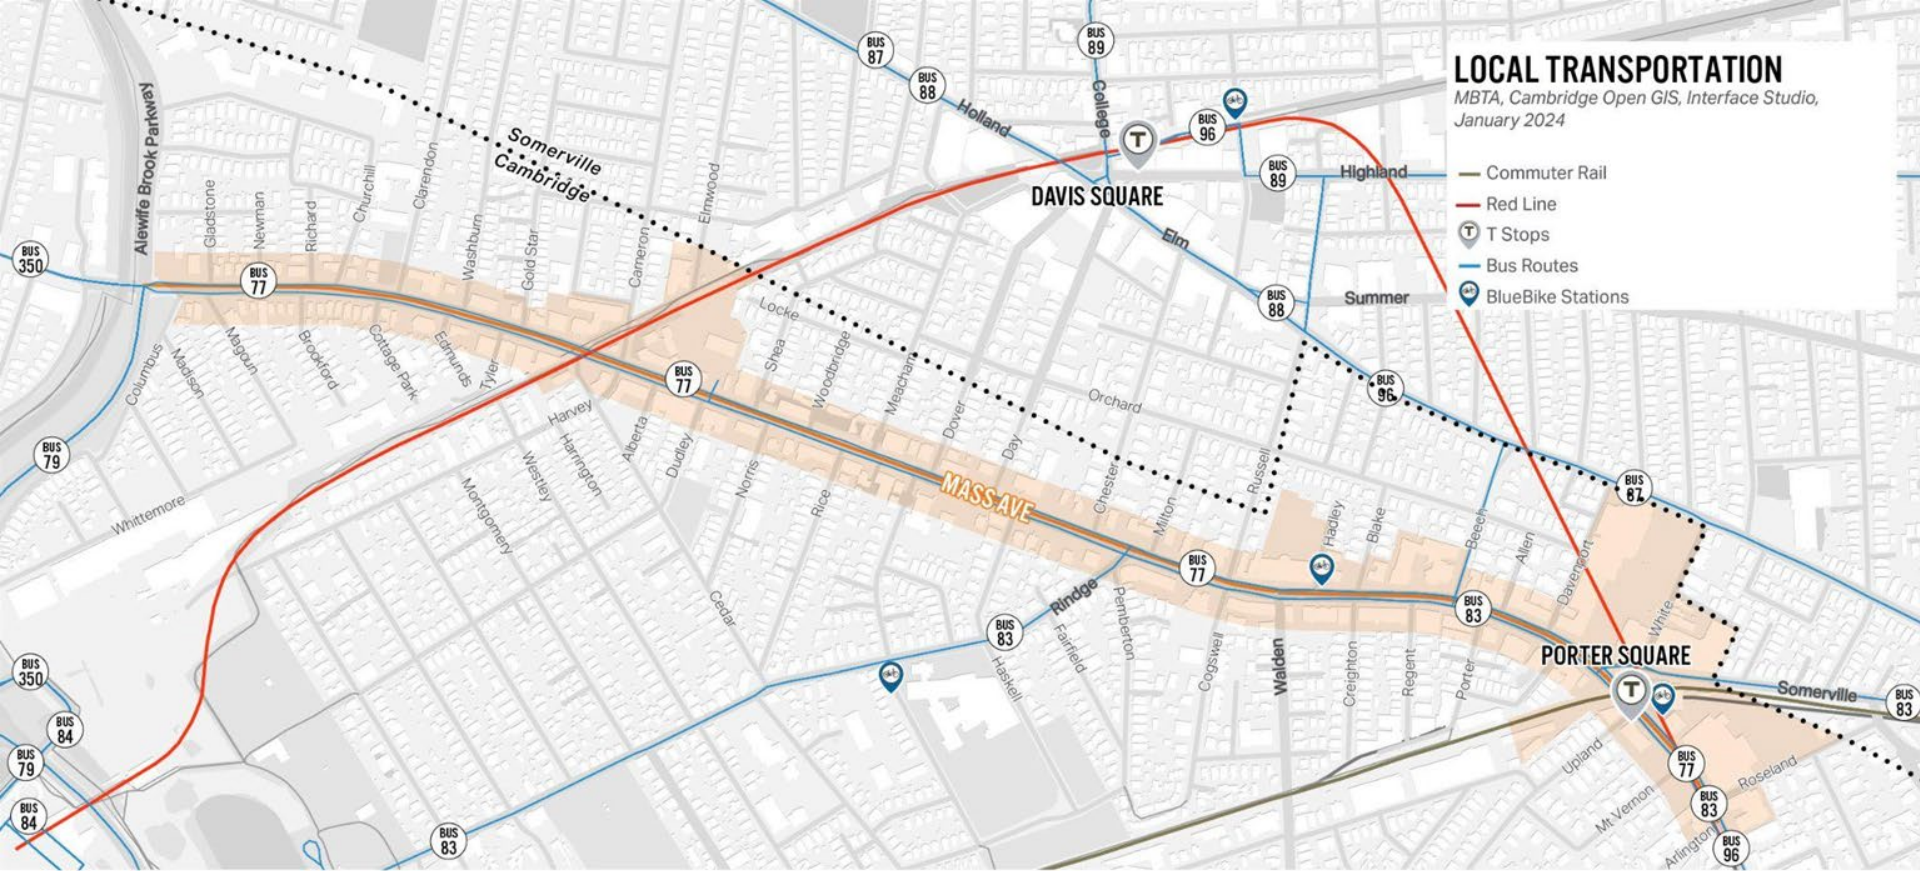 LOCAL TRANSPORTATION
MBTA, Cambridge Open GIS, Interface Studio,
January 2024
Commuter Rail
Red Line
T
T Stops
Bus Routes
BlueBike Stations
BUS
87
BUS
88
BUS
89
Holland
College
T
BUS
96
DAVIS SQUARE
BUS
89
Highland
Elm
BUS
88
Summer
BUS
96
BUS
87
Alewife Brook Parkway
Somerville
Cambridge
BUS
350
BUS
77
Gladstone
Newman
Richard
Churchill
Clarendon
Washburn
Gold Star
Cameron
Elmwood
Columbus
Madison
Magoun
Brookford
Cottage Park
Edmunds
Tyler
BUS
77
Locke
Shea
Woodbridge
Meacham
Dover
Day
Orchard
Chester
Milton
Russell
Hadley
Blake
Beech
Allen
Davenport
White
BUS
79
Whittemore
Harvey
Harrington
Westley
Montgomery
Alberta
Dudley
Norris
Rice
MASS AVE
BUS
77
BUS
83
Cedar
BUS
83
Rindge
Haskell
Fairfield
Pemberton
Cogswell
Walden
Creighton
Regent
Porter
PORTER SQUARE
T
Somerville
BUS
83
BUS
350
BUS
84
BUS
79
BUS
84
BUS
83
Upland
BUS
77
Roseland
Mt Vernon
BUS
83
Arlington
BUS
96